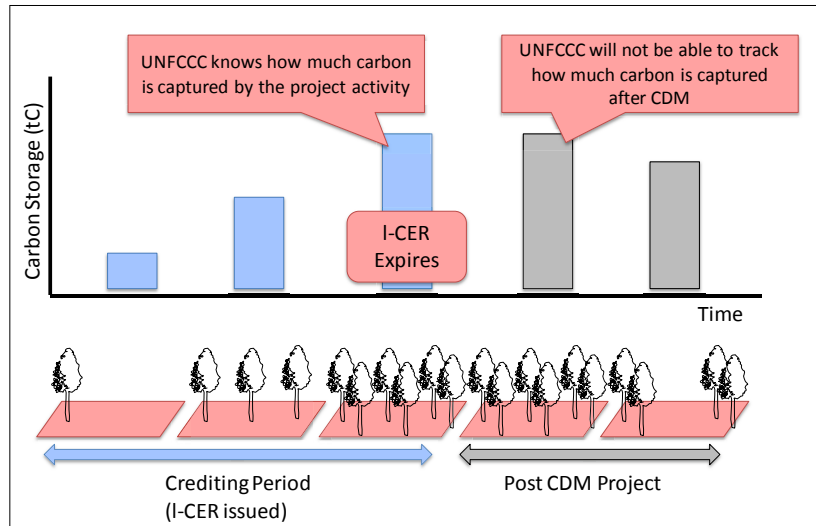 UNFCCC knows how much carbon
is captured by the project activity
UNFCCC will not be able to track
how much carbon is captured
after CDM
Carbon Storage (tC)
l-CER
Expires
Time
Crediting Period
(l-CER issued)
Post CDM Project